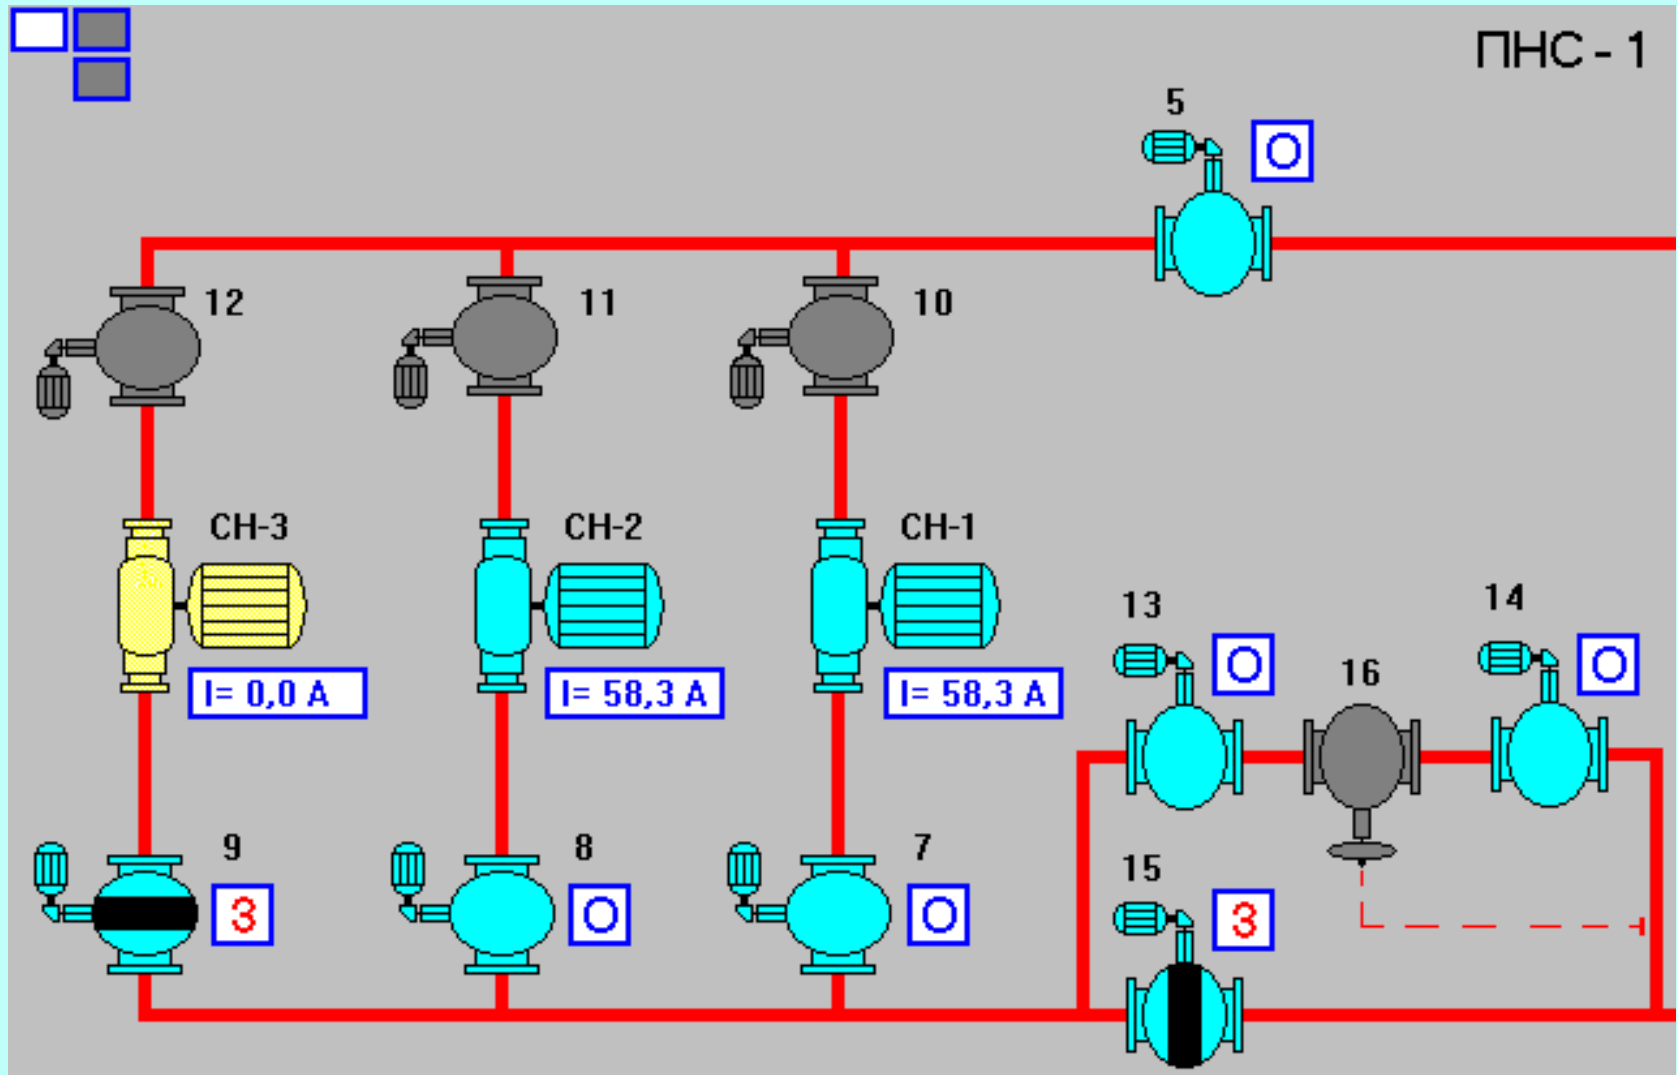 ПНС - 1
5
О
12
11
10
СН-3
СН-2
СН-1
I= 0,0 А
I= 58,3 А
I= 58,3 А
13
О
14
О
16
9
З
8
О
7
О
15
З